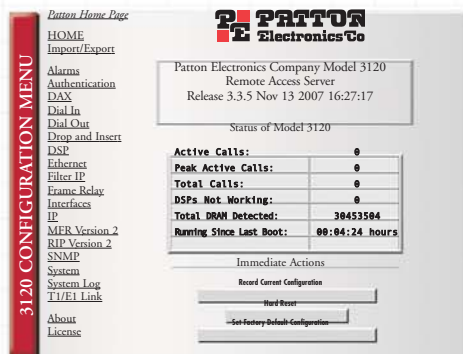 3120 CONFIGURATION MENU
Patton Home Page
HOME
Import/Export
Alarms
Authentication
DAX
Dial In
Dial Out
Drop and Insert
DSP
Ethernet
Filter IP
Frame Relay
Interfaces
IP
MFR Version 2
RIP Version 2
SNMP
System
System Log
T1/E1 Link
About
License
PE PATTON
Electronics Co
Patton Electronics Company Model 3120
Remote Access
Server
Release 3.3.5 Nov 13 2007 16:27:17
Status of Model 3120
Active Calls: 0
Peak Active Calls: 0
Total Calls: 0
DSPs Not Working: 0
Total DRAM Detected: 30453504
Running Since Last Boot: 00:04:24 hours
Immediate Actions
Record Current Configuration
Hard Reset
Set Factory Default Configuration